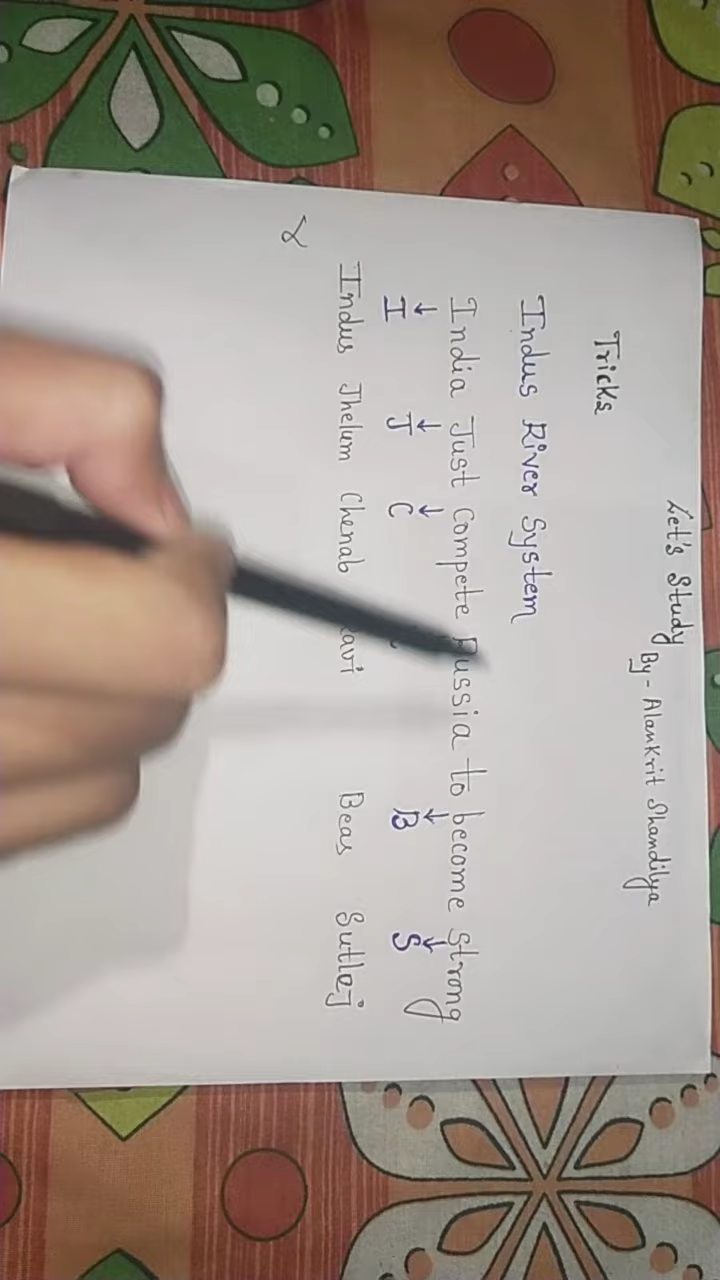 Let's Study
By - Alankrit Shandilya
Tricks
Indus River System
India Just Compete Russia to become strong
↓ ↓ ↓ ↓ ↓
I J C B S
Indus Jhelum Chenab Ravi Beas Sutlej